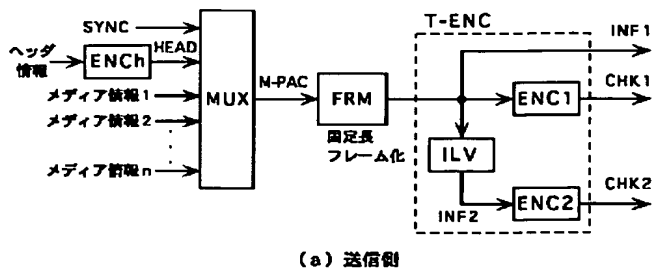 SYNC
ヘッダ
情報
ENCh
HEAD
メディア情報1
メディア情報2
メディア情報n
MUX
M-PAC
FRM
固定長
フレーム化
T-ENC
INF1
ENC1
CHK1
ILV
INF2
ENC2
CHK2
(a) 送信側